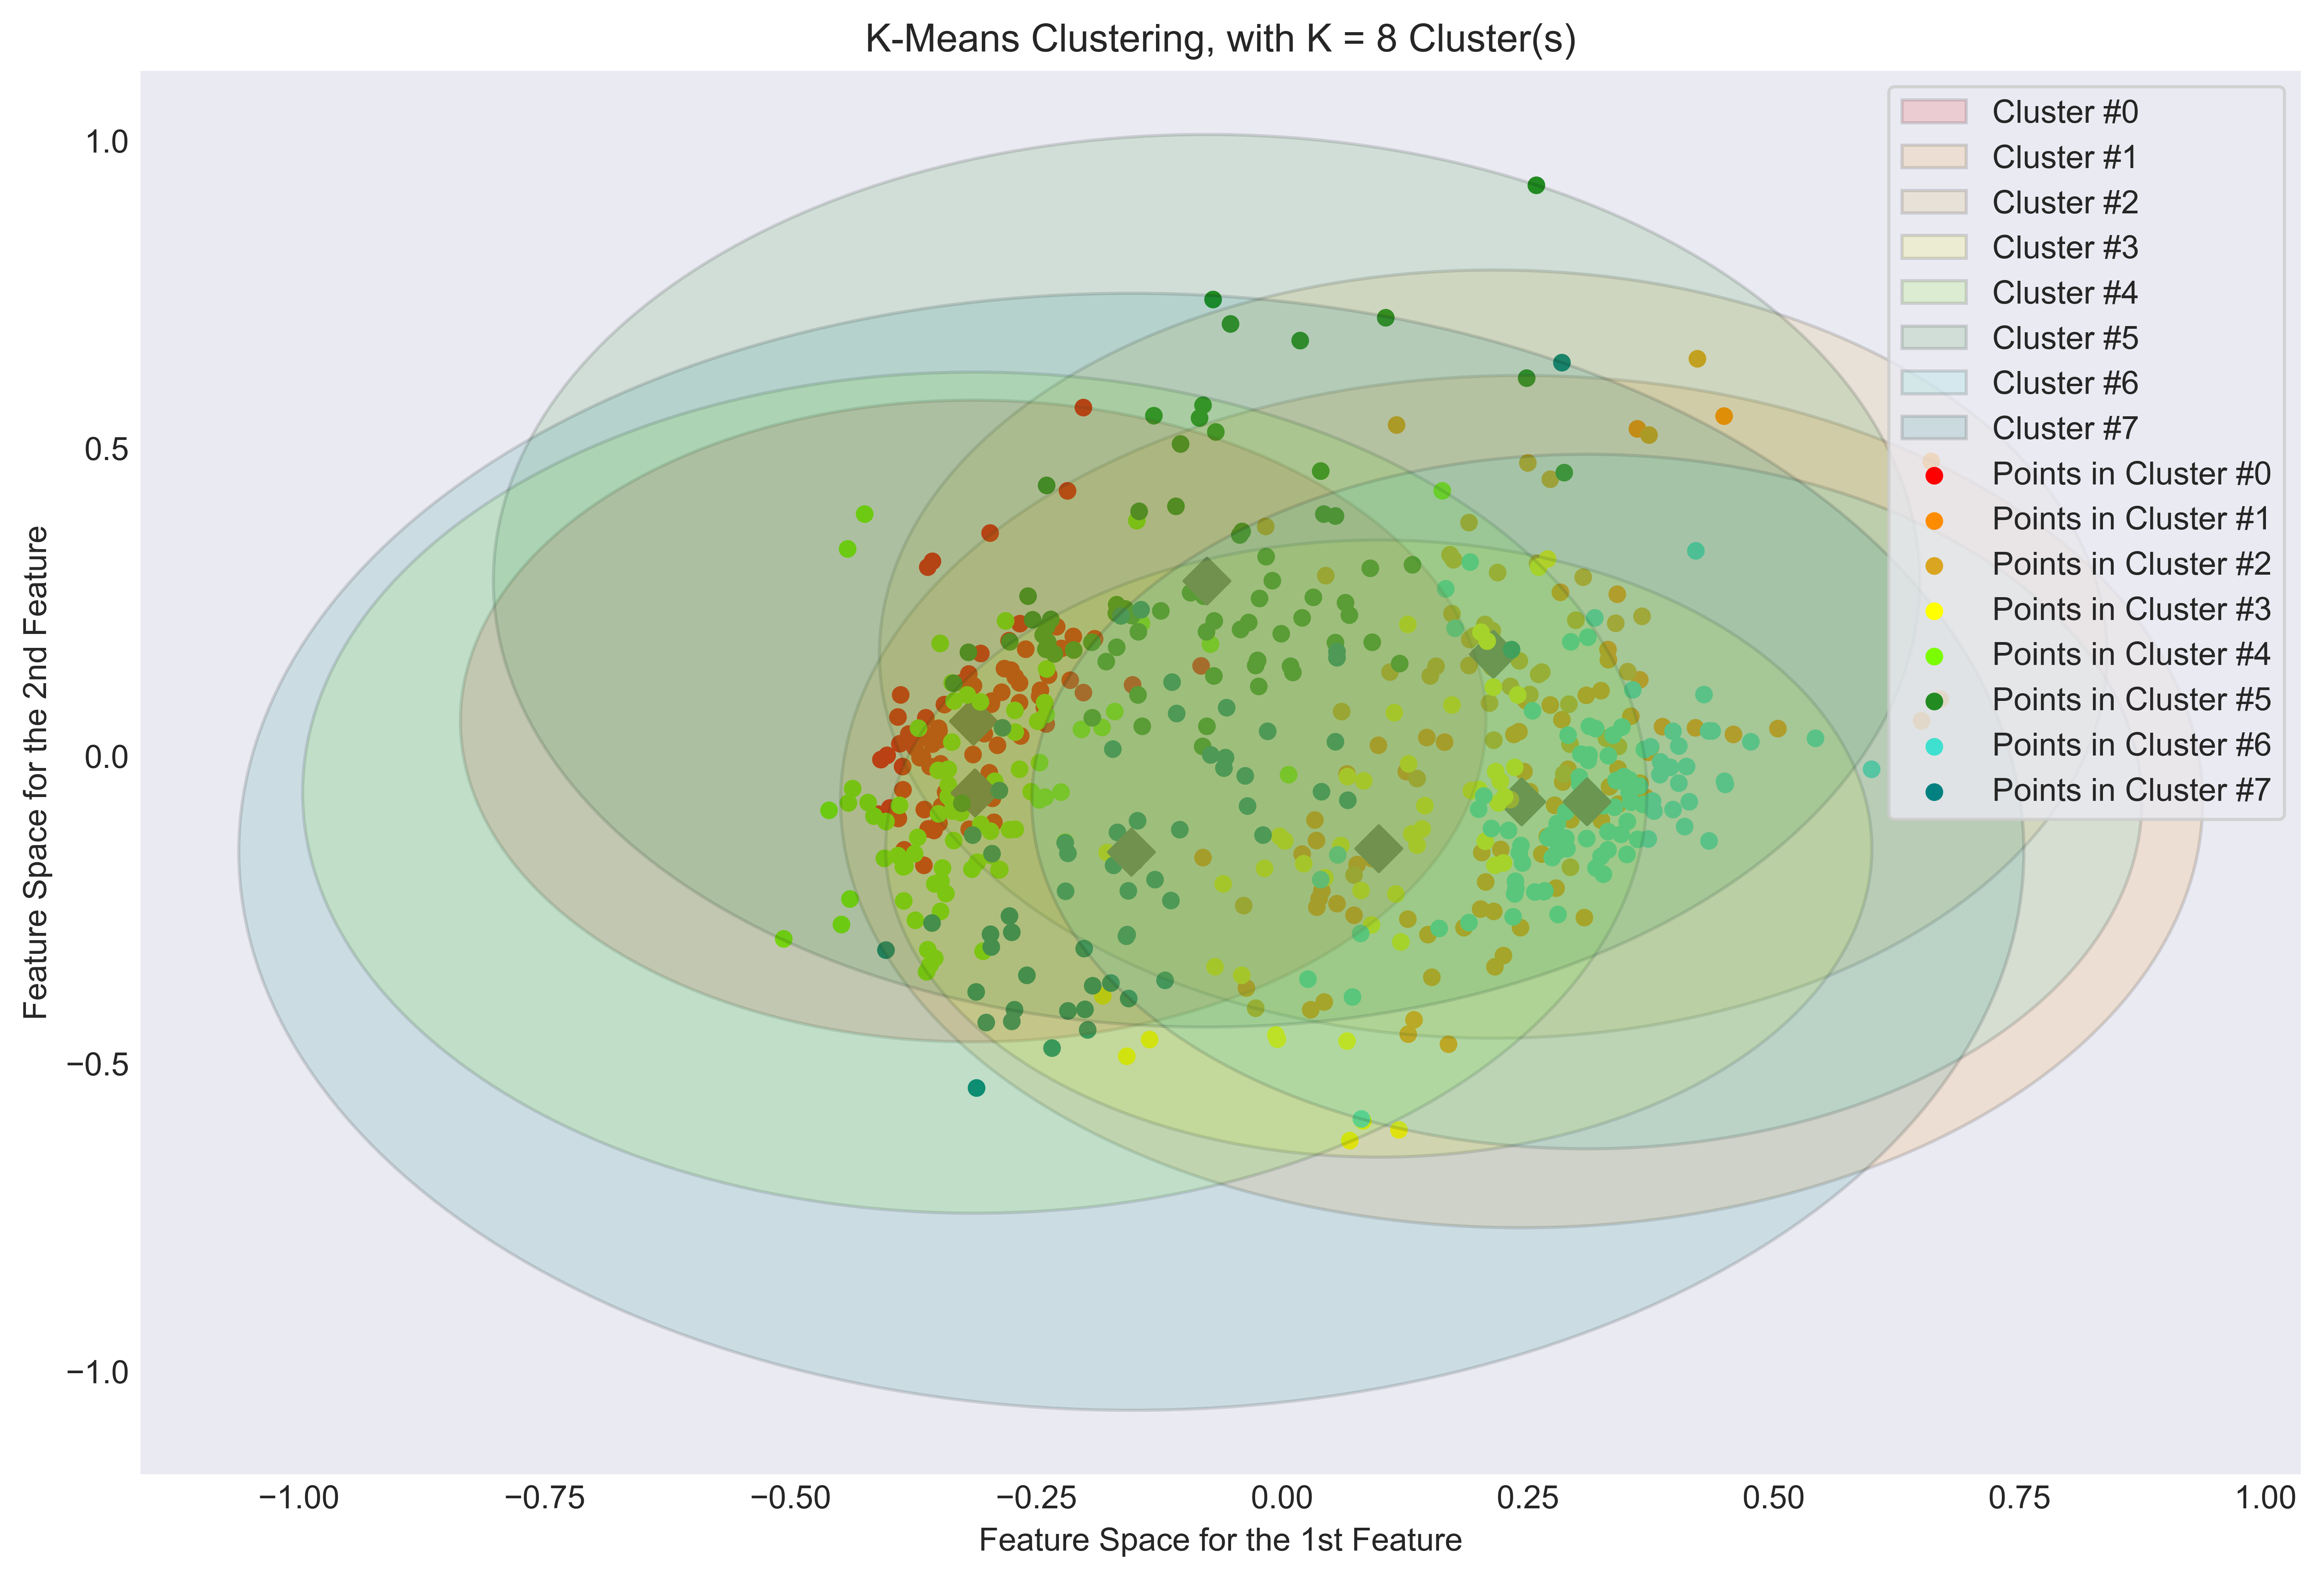 K-Means Clustering, with K = 8 Cluster(s)
Cluster #0
Cluster #1
Cluster #2
Cluster #3
Cluster #4
Cluster #5
Cluster #6
Cluster #7
Points in Cluster #0
Points in Cluster #1
Points in Cluster #2
Points in Cluster #3
Points in Cluster #4
Points in Cluster #5
Points in Cluster #6
Points in Cluster #7
Feature Space for the 2nd Feature
1.0
0.5
0.0
−0.5
−1.0
−1.00 −0.75 −0.50 −0.25 0.00 0.25 0.50 0.75 1.00
Feature Space for the 1st Feature